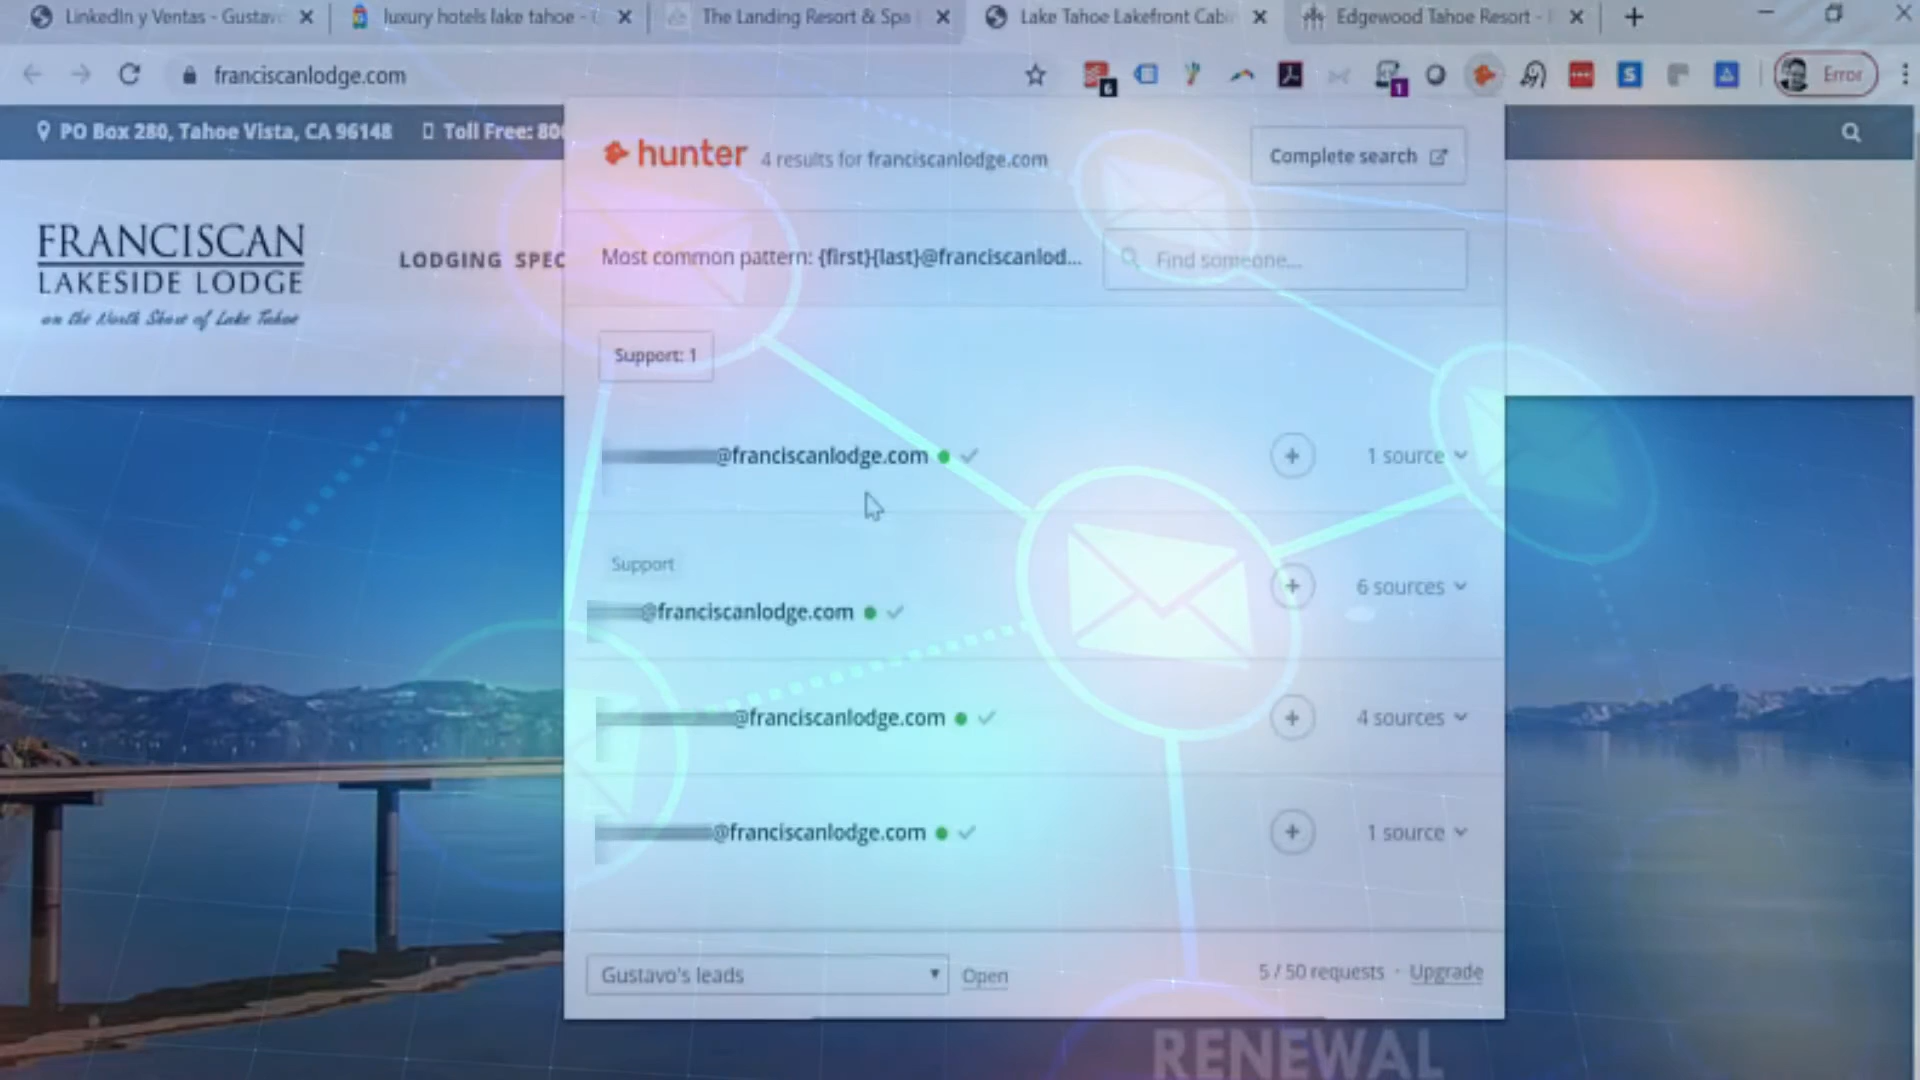 LinkedIn y Ventas - Gustav
luxury hotels lake tahoe -
The Landing Resort & Spa
Lake Tahoe Lakefront Cabi
Edgewood Tahoe Resort -
franciscanlodge.com
6
1
S
Error
PO Box 280, Tahoe Vista, CA 96148
Toll Free: 80
hunter
4 results for franciscanlodge.com
Complete search
FRANCISCAN
LAKESIDE LODGE
on the North Shore of Lake Tahoe
LODGING SPEC
Most common pattern: {first}{last}@franciscanlod...
Find someone...
Support: 1
@franciscanlodge.com
1 source
Support
@franciscanlodge.com
6 sources
@franciscanlodge.com
4 sources
@franciscanlodge.com
1 source
Gustavo's leads
Open
5 / 50 requests · Upgrade
RENEWAL